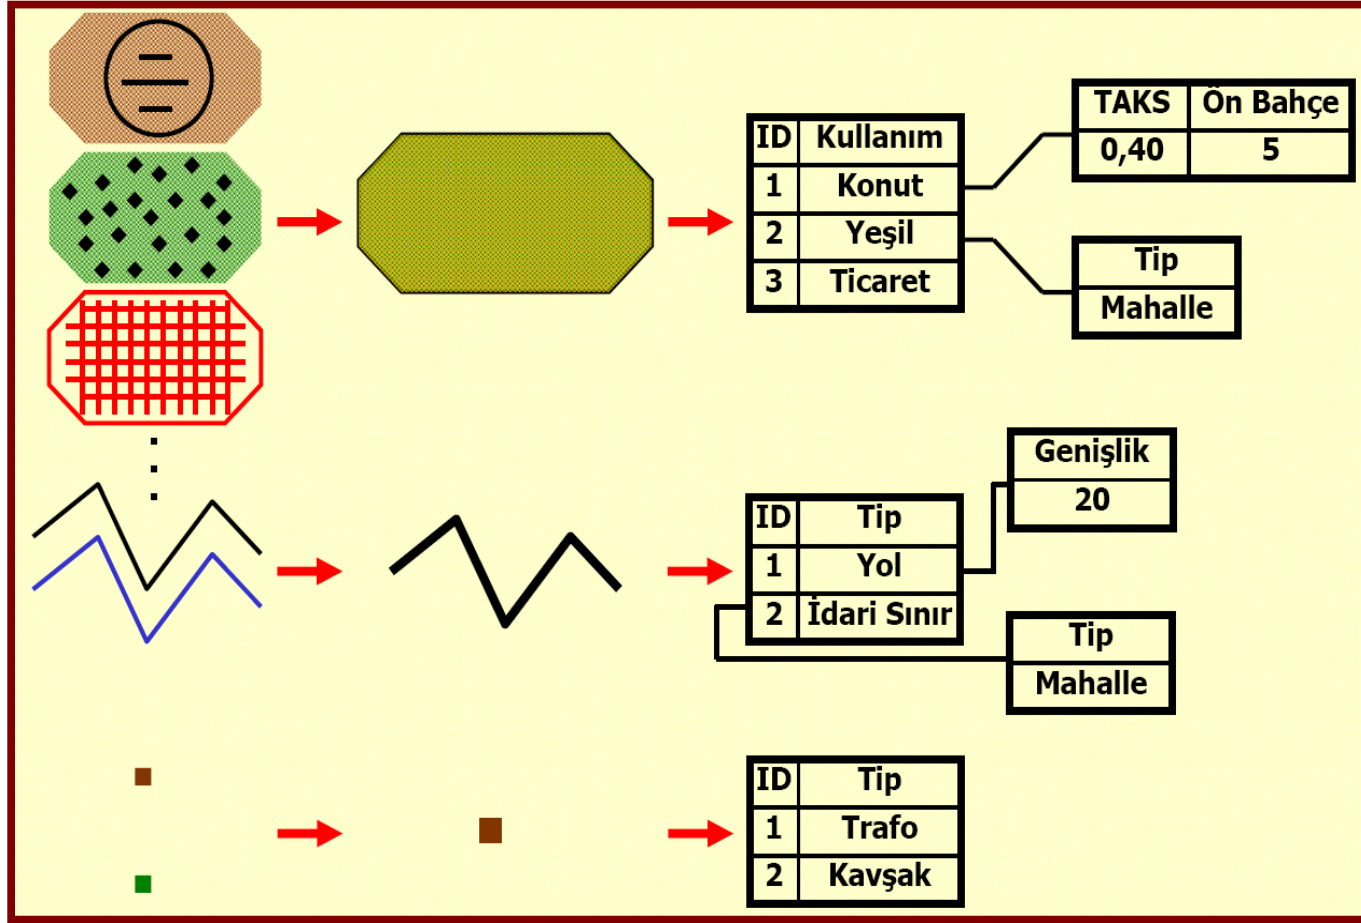 TAKS Ön Bahçe
0,40 5
ID Kullanım
1 Konut
2 Yeşil
3 Ticaret
Tip
Mahalle
Genişlik
20
ID Tip
1 Yol
2 İdari Sınır
Tip
Mahalle
ID Tip
1 Trafo
2 Kavşak